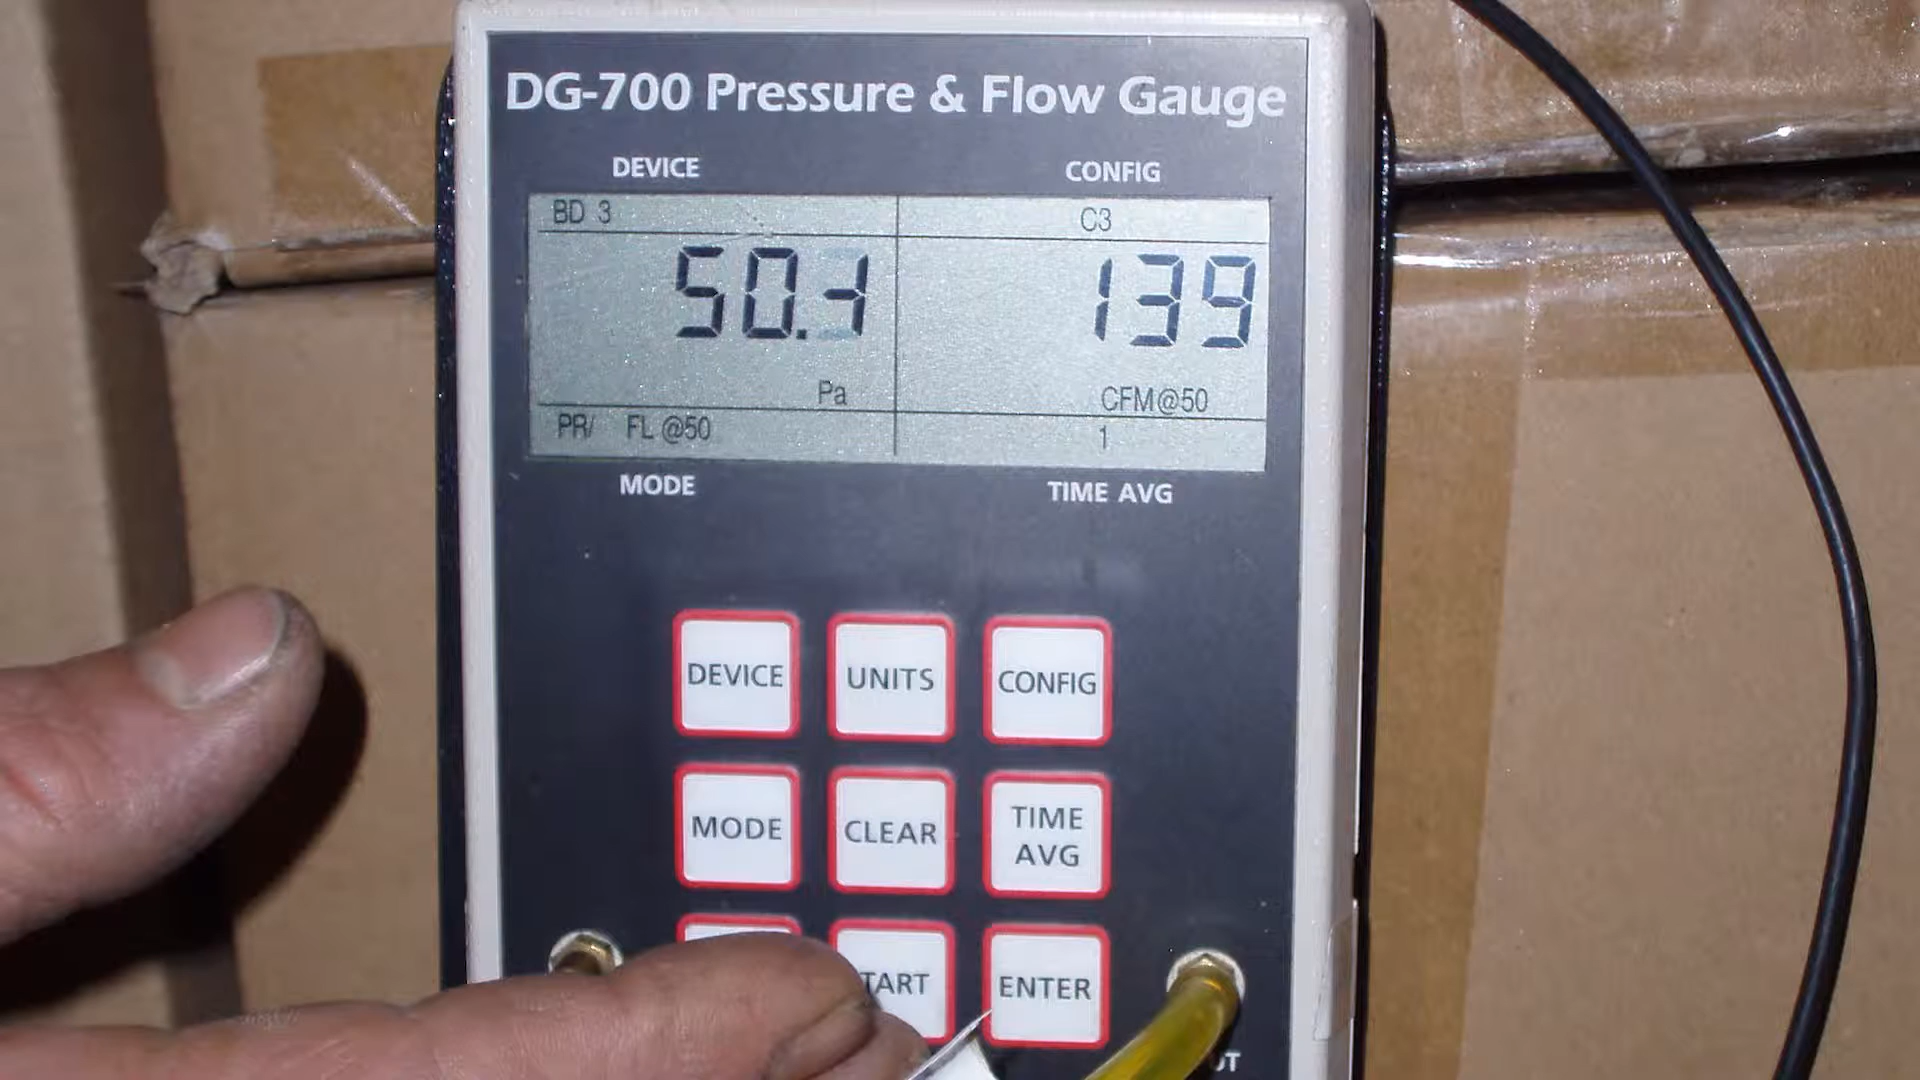 DG-700 Pressure & Flow Gauge
DEVICE CONFIG
BD 3 C3
139
Pa CFM@50
PR/ FL @50 1
MODE TIME AVG
DEVICE UNITS CONFIG
MODE CLEAR TIME AVG
ENTER